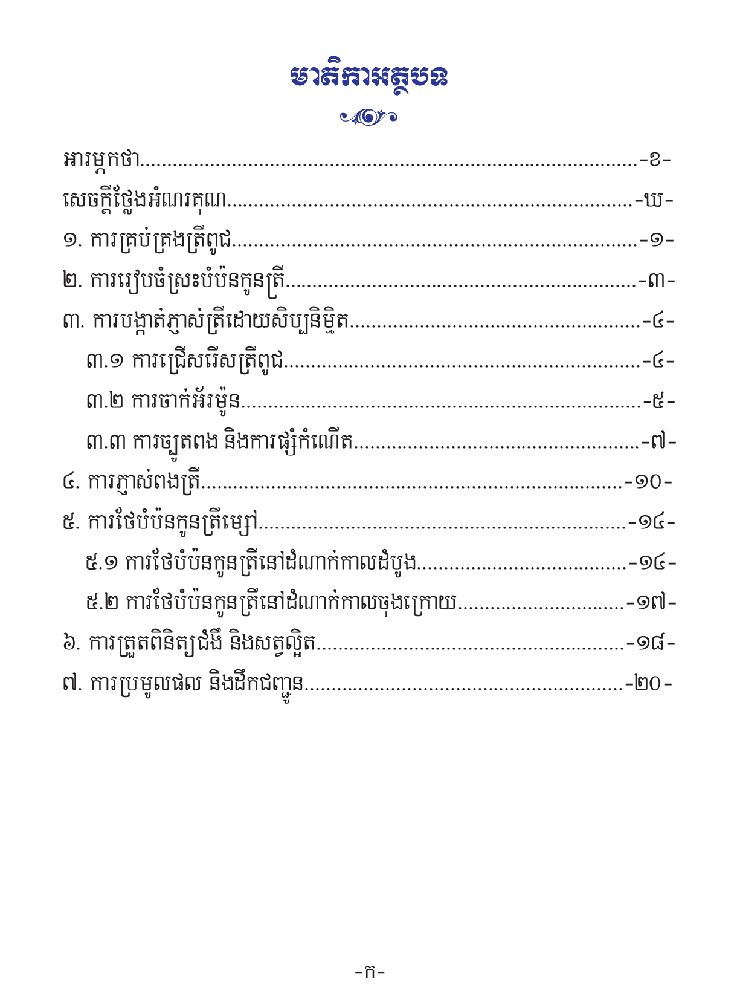 មាតិកាអត្ថបទ
អារម្ភកថា..........................................................................................-ខ-
សេចក្តីថ្លែងអំណរគុណ..........................................................................-ឃ-
១. ការគ្រប់គ្រងត្រីពូជ..........................................................................-១-
២. ការរៀបចំស្រះបំប៉នកូនត្រី................................................................-៣-
៣. ការបង្កាត់ភ្ញាស់ត្រីដោយសិប្បនិម្មិត.....................................................-៤-
៣.១ ការជ្រើសរើសត្រីពូជ.................................................................-៤-
៣.២ ការចាក់អ័រម៉ូន.........................................................................-៥-
៣.៣ ការច្បូតពង និងការផ្សំកំណើត....................................................-៧-
៤. ការភ្ញាស់ពងត្រី.............................................................................-១០-
៥. ការថែបំប៉នកូនត្រីម្សៅ...................................................................-១៤-
៥.១ ការថែបំប៉នកូនត្រីនៅដំណាក់កាលដំបូង......................................-១៤-
៥.២ ការថែបំប៉នកូនត្រីនៅដំណាក់កាលចុងក្រោយ..............................-១៧-
៦. ការត្រួតពិនិត្យជំងឺ និងសត្វល្អិត........................................................-១៨-
៧. ការប្រមូលផល និងដឹកជញ្ជូន..........................................................-២០-
-ក-